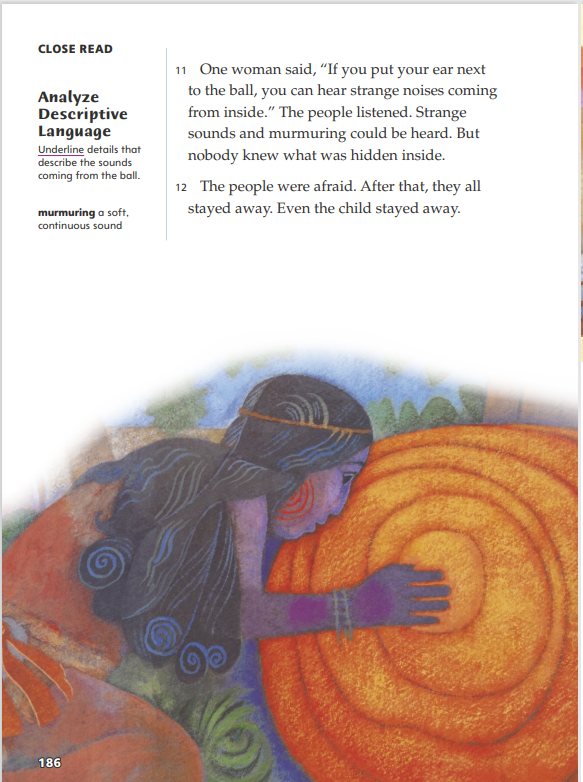 CLOSE READ
Analyze
Descriptive
Language
Underline details that
describe the sounds
coming from the ball.
murmuring a soft,
continuous sound
11 One woman said, “If you put your ear next
to the ball, you can hear strange noises coming
from inside.” The people listened. Strange
sounds and murmuring could be heard. But
nobody knew what was hidden inside.
12 The people were afraid. After that, they all
stayed away. Even the child stayed away.
186